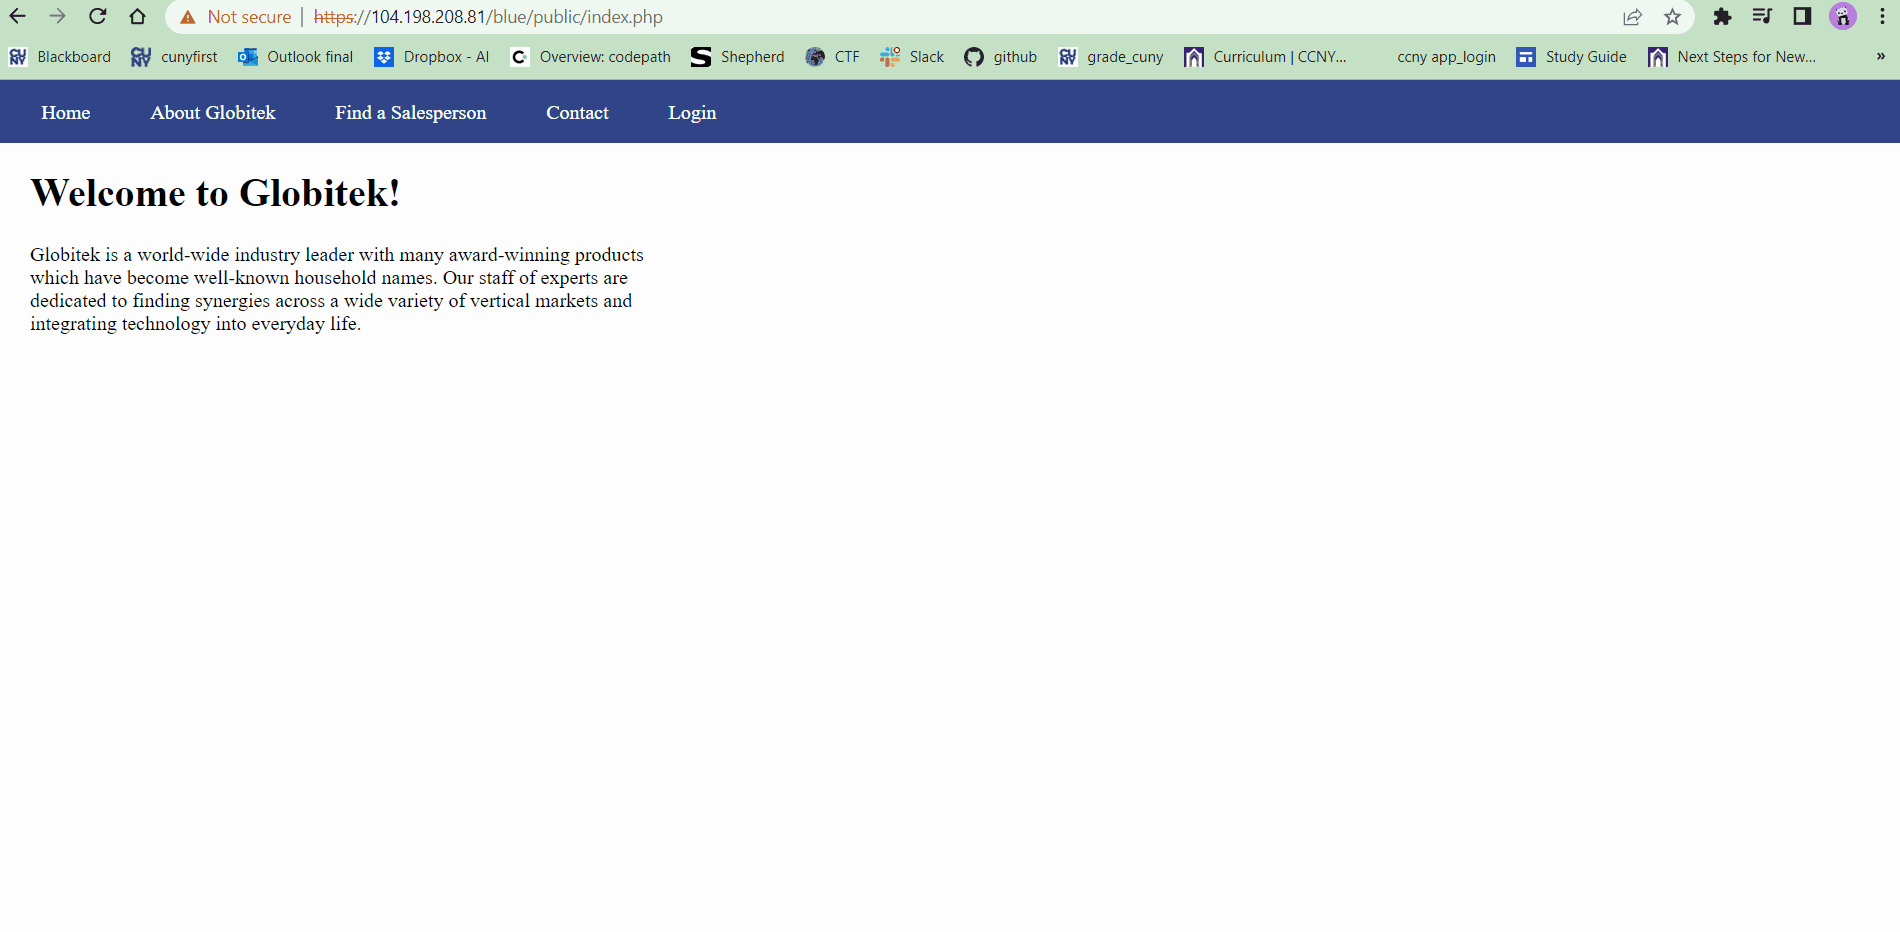 Not secure | https://104.198.208.81/blue/public/index.php
Blackboard cunyfirst Outlook final Dropbox - AI Overview: codepath Shepherd CTF Slack github grade_cuny Curriculum | CCNY... ccny app_login Study Guide Next Steps for New... »
Home About Globitek Find a Salesperson Contact Login
Welcome to Globitek!
Globitek is a world-wide industry leader with many award-winning products
which have become well-known household names. Our staff of experts are
dedicated to finding synergies across a wide variety of vertical markets and
integrating technology into everyday life.